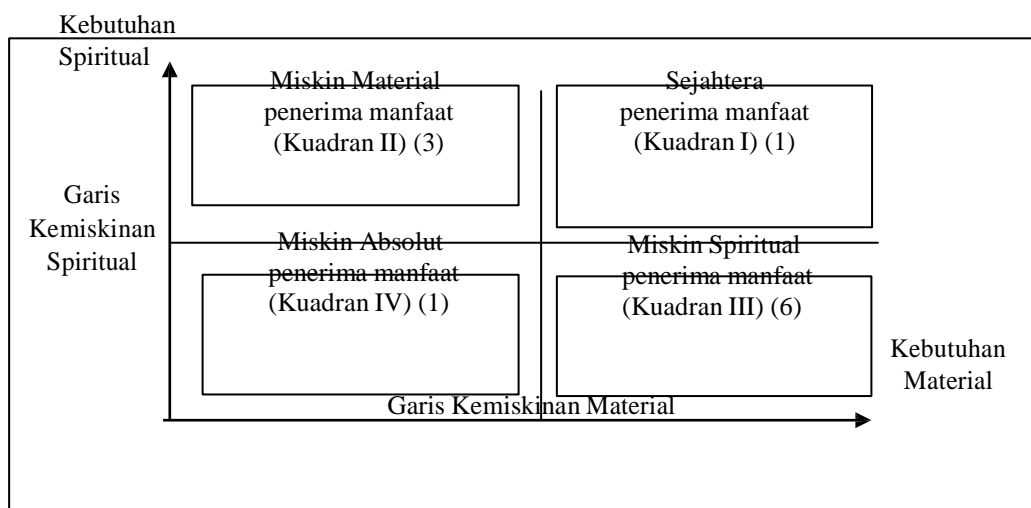 Kebutuhan
Spiritual
Miskin Material
penerima manfaat
(Kuadran II) (3)
Sejahtera
penerima manfaat
(Kuadran I) (1)
Garis
Kemiskinan
Spiritual
Miskin Absolut
penerima manfaat
(Kuadran IV) (1)
Miskin Spiritual
penerima manfaat
(Kuadran III) (6)
Kebutuhan
Material
Garis Kemiskinan Material